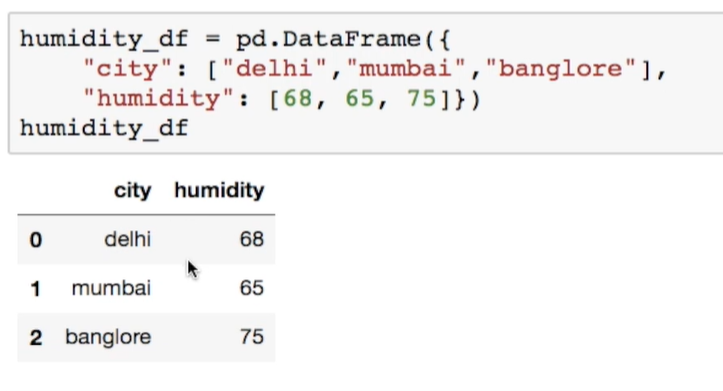 humidity_df = pd.DataFrame({
    "city": ["delhi","mumbai","banglore"],
    "humidity": [68, 65, 75]})
humidity_df
city humidity
0 delhi 68
1 mumbai 65
2 banglore 75